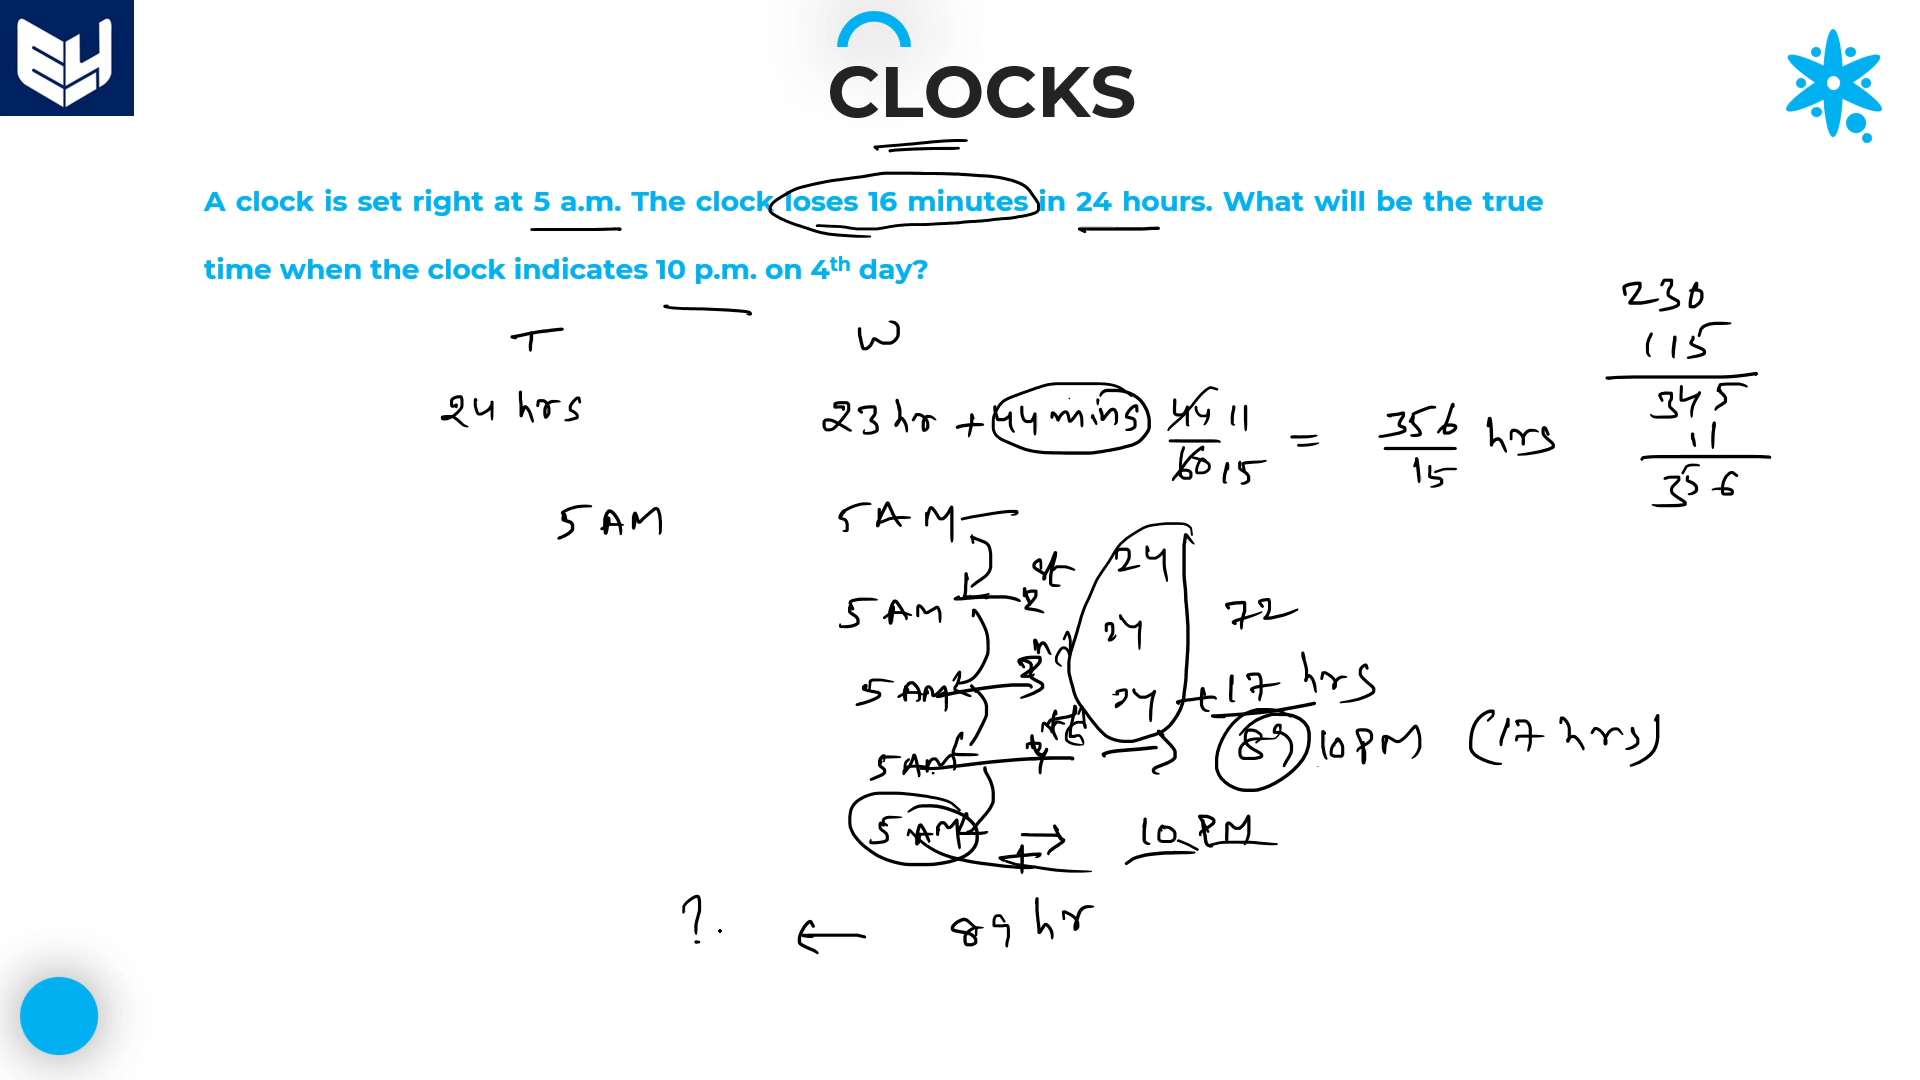 CLOCKS
A clock is set right at 5 a.m. The clock loses 16 minutes in 24 hours. What will be the true
time when the clock indicates 10 p.m. on 4th day?
T W
24 hrs 23 hr + 44 mins 44 11 / 60 15 = 356/15 hrs
230
115
345
11
356
5 AM 5 AM
24
5 AM
24 72
5 AM 24 + 17 hrs
5 AM 89 10 PM (17 hrs)
5 AM → 10 PM
? ← 89 hr